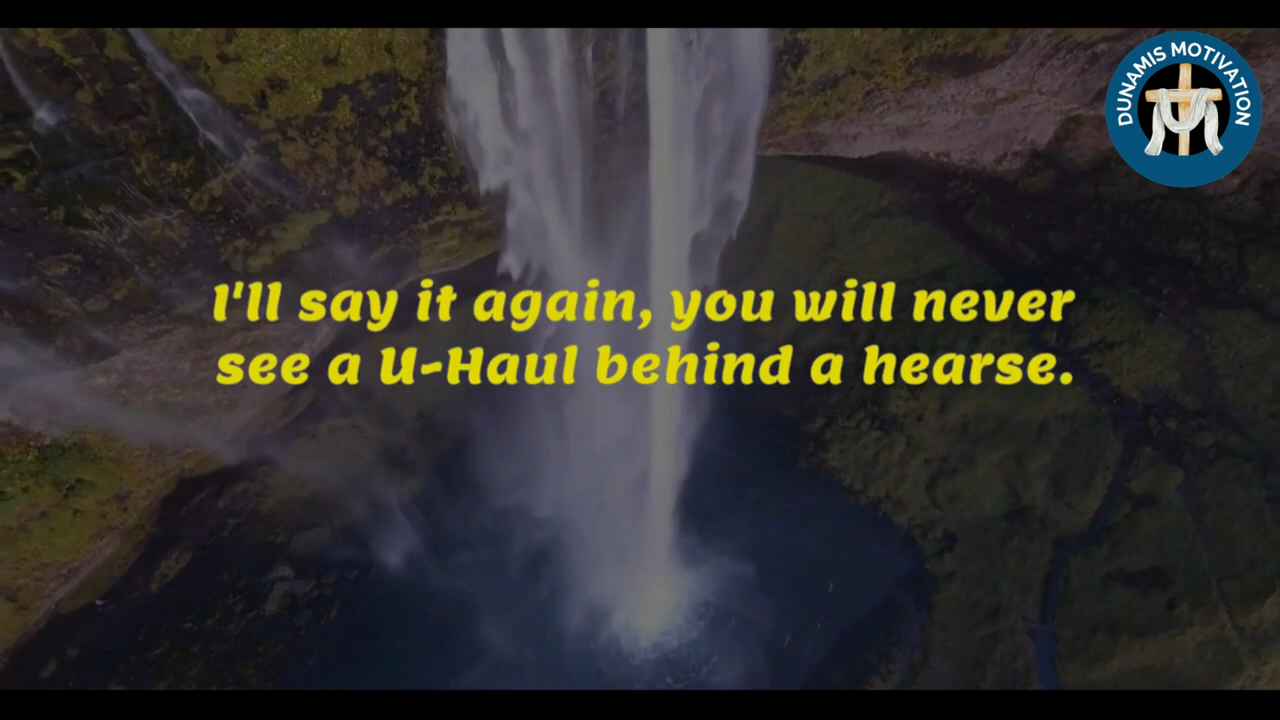 DUNAMIS MOTIVATION
I'll say it again, you will never
see a U-Haul behind a hearse.